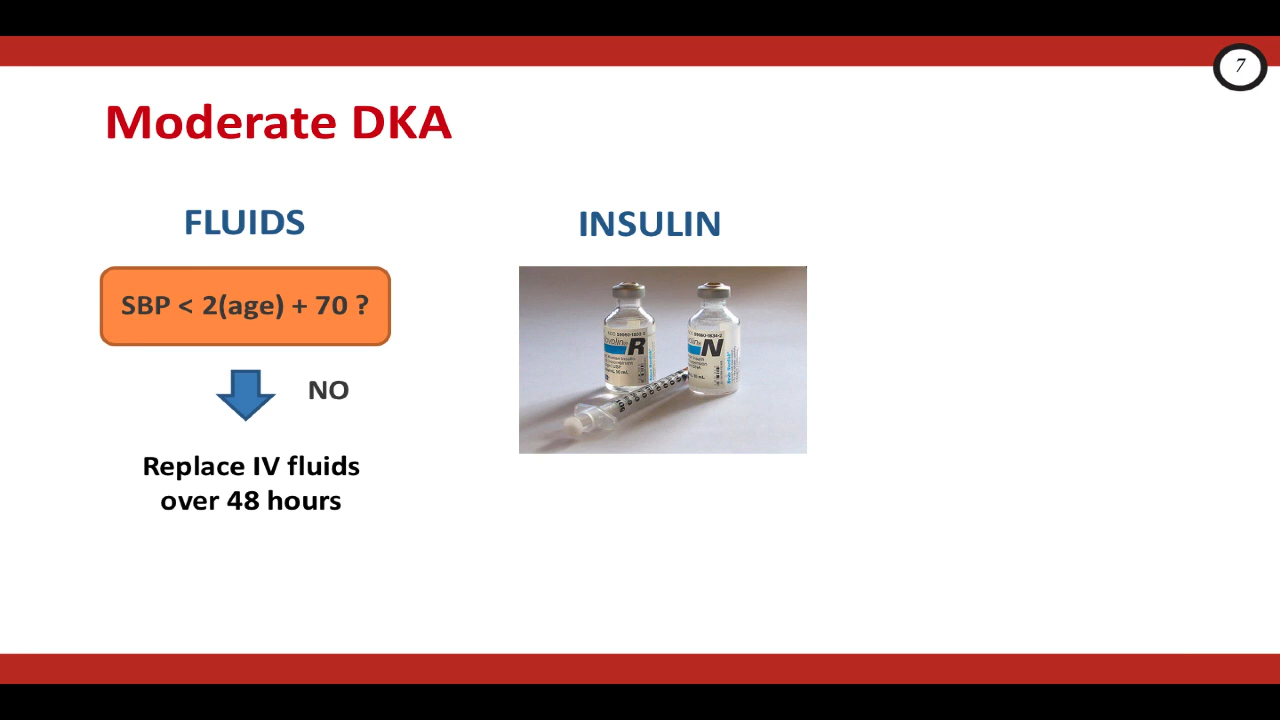 7
Moderate DKA
FLUIDS
INSULIN
SBP < 2(age) + 70 ?
NO
Replace IV fluids
over 48 hours
R
N